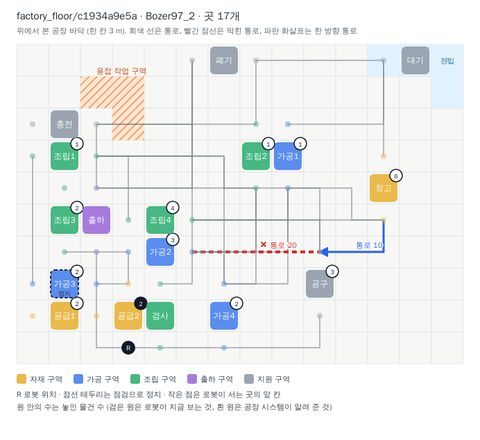 factory_floor/c1934a9e5a · Bozer97_2 · 곳 17개
위에서 본 공장 바닥 (한 칸 3 m). 회색 선은 통로, 빨간 점선은 막힌 통로, 파란 화살표는 한 방향 통로
폐기
대기
전립
용접 작업 구역
충전
조립1
1
조립2
1
가공1
1
창고
6
조립3
2
출하
조립4
4
가공2
3
✖ 통로 20
통로 10
가공3
2
정지
공구
3
공급1
2
공급2
2
검사
가공4
2
R
자재 구역
가공 구역
조립 구역
출하 구역
지원 구역
R 로봇 위치 · 점선 테두리는 점검으로 정지 · 작은 점은 로봇이 서는 곳의 앞 칸
원 안의 수는 놓인 물건 수 (검은 원은 로봇이 지금 보는 것, 흰 원은 공장 시스템이 알려 준 것)